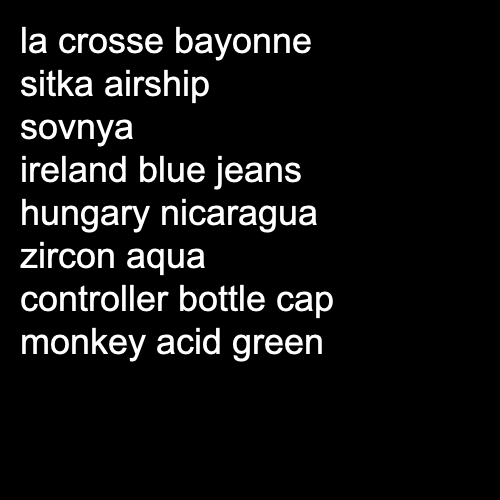 la crosse bayonne
sitka airship
sovnya
ireland blue jeans
hungary nicaragua
zircon aqua
controller bottle cap
monkey acid green